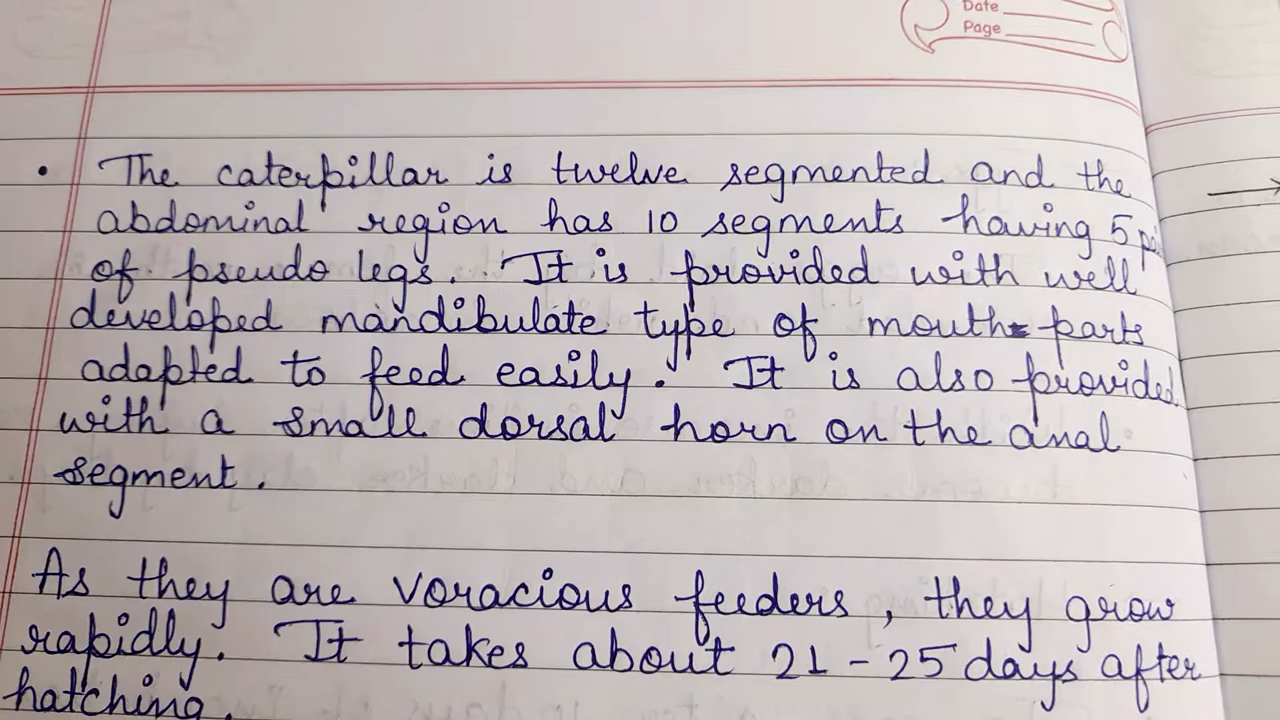 Date
Page
• The caterpillar is twelve segmented and the
abdominal region has 10 segments having 5
of pseudo legs. It is provided with well
developed mandibulate type of mouth parts
adapted to feed easily. It is also provided
with a small dorsal horn on the anal
segment.
As they are voracious feeders, they grow
rapidly. It takes about 21-25 days after
hatching.